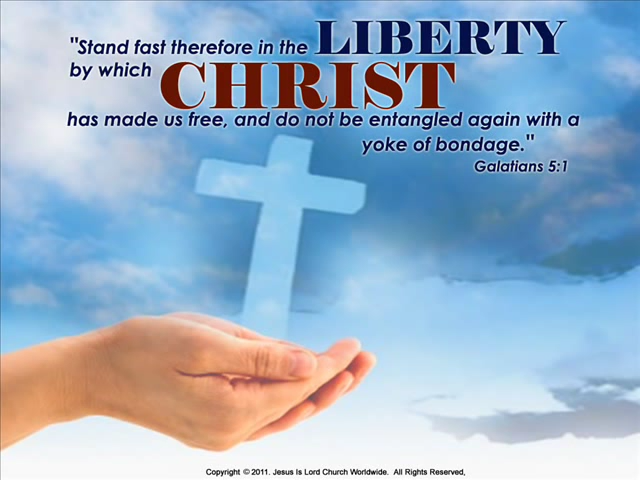 "Stand fast therefore in the LIBERTY
by which CHRIST
has made us free, and do not be entangled again with a
yoke of bondage."
Galatians 5:1
Copyright © 2011. Jesus Is Lord Church Worldwide. All Rights Reserved,